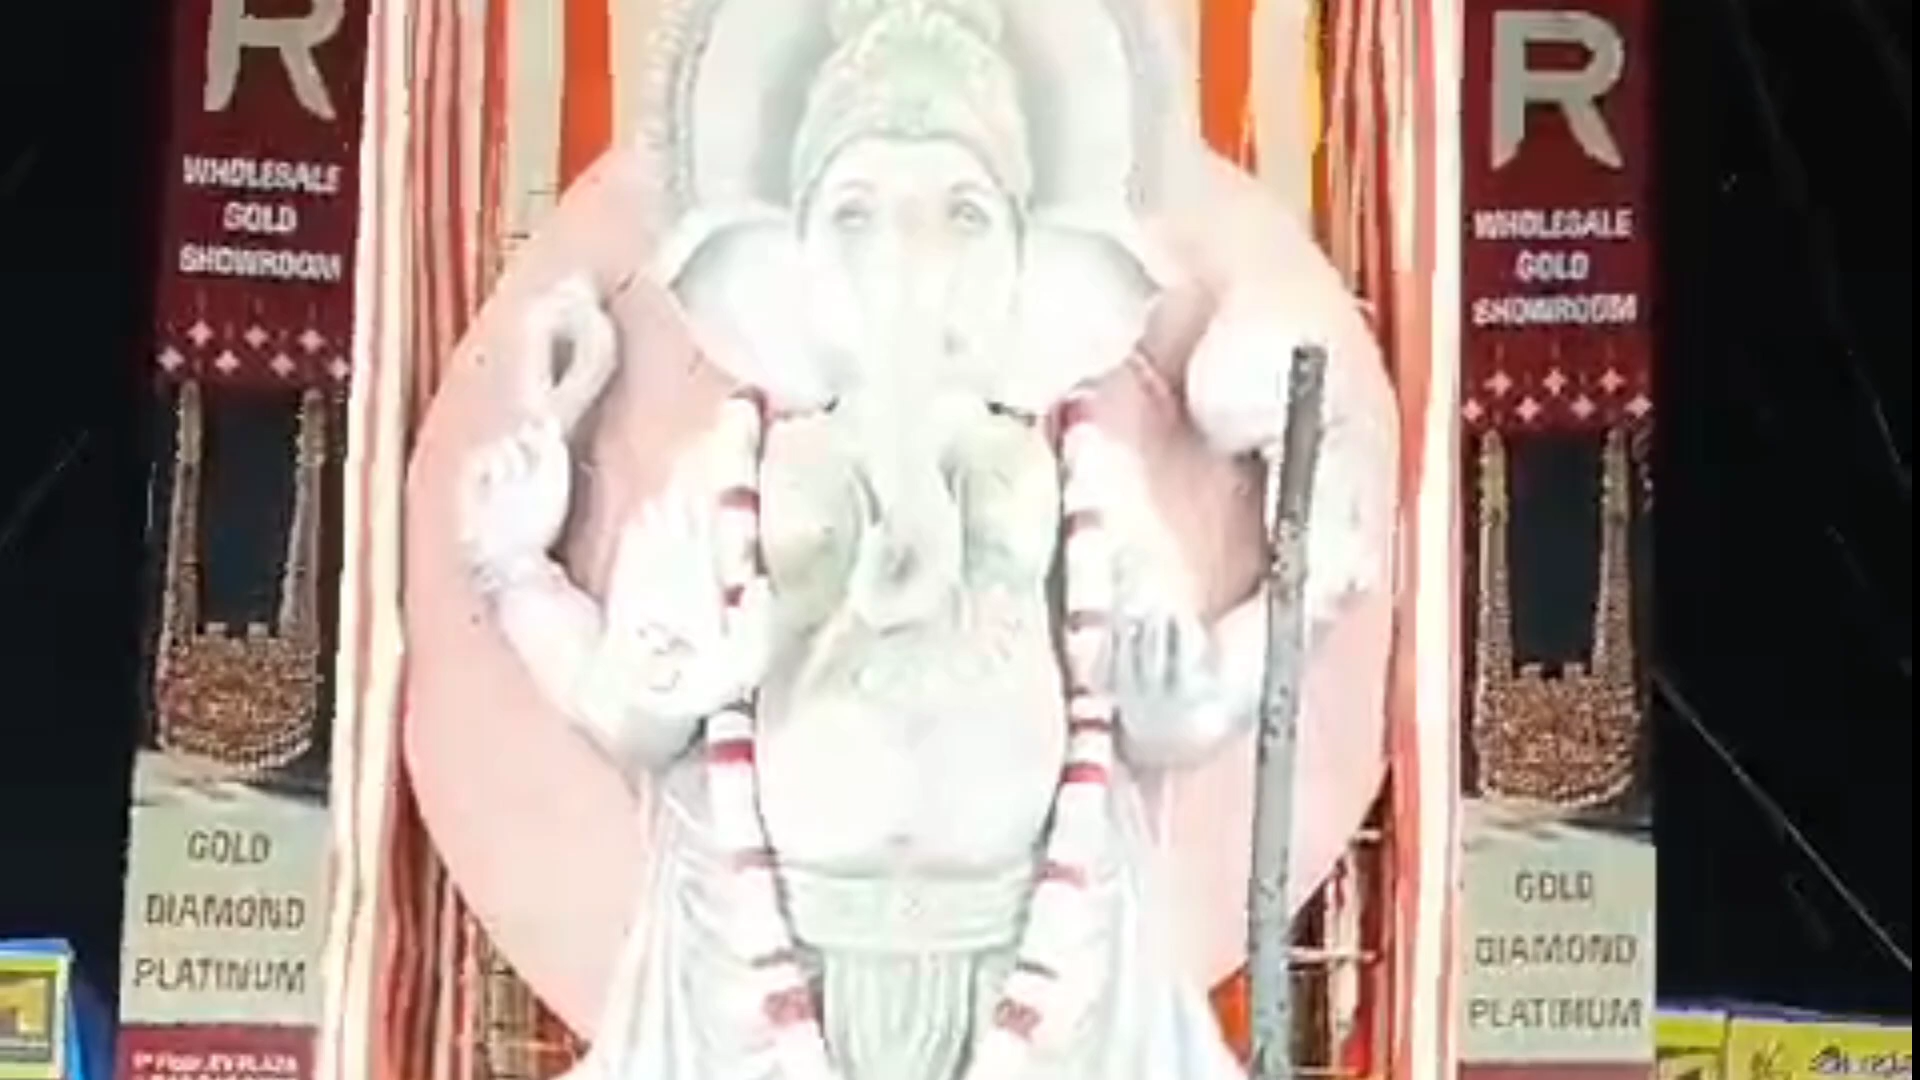 R
WHOLESALE
GOLD
SHOWROOM
GOLD
DIAMOND
PLATINUM
R
WHOLESALE
GOLD
SHOWROOM
GOLD
DIAMOND
PLATINUM